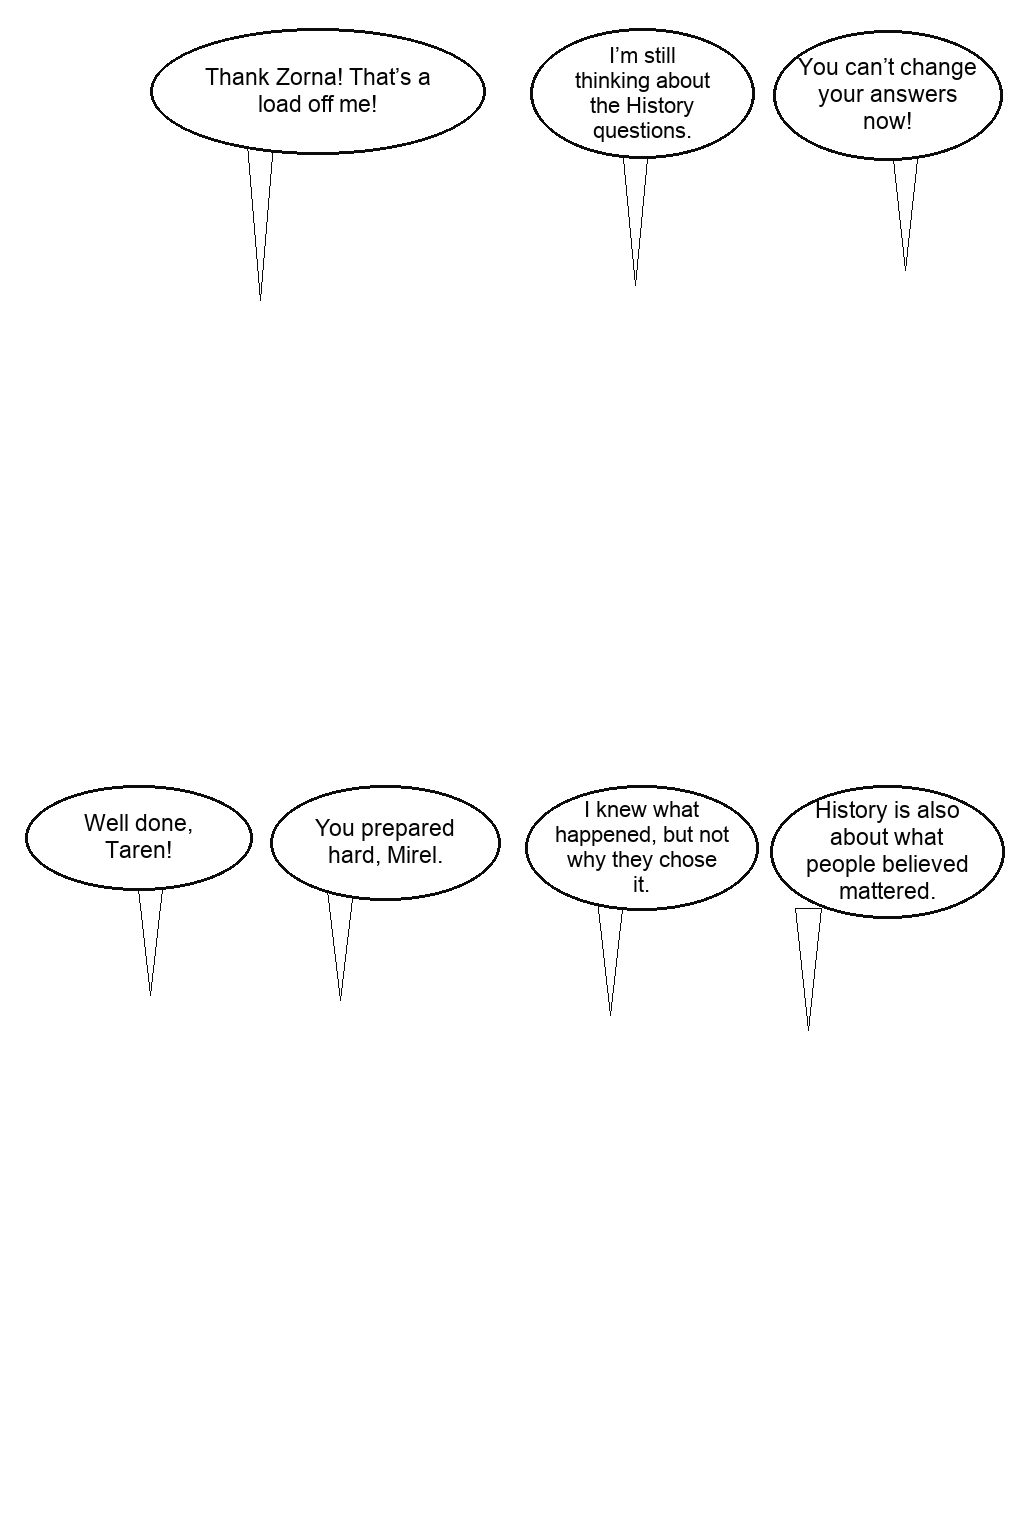 Thank Zorna! That’s a
load off me!
I’m still
thinking about
the History
questions.
You can’t change
your answers
now!
Well done,
Taren!
You prepared
hard, Mirel.
I knew what
happened, but not
why they chose
it.
History is also
about what
people believed
mattered.